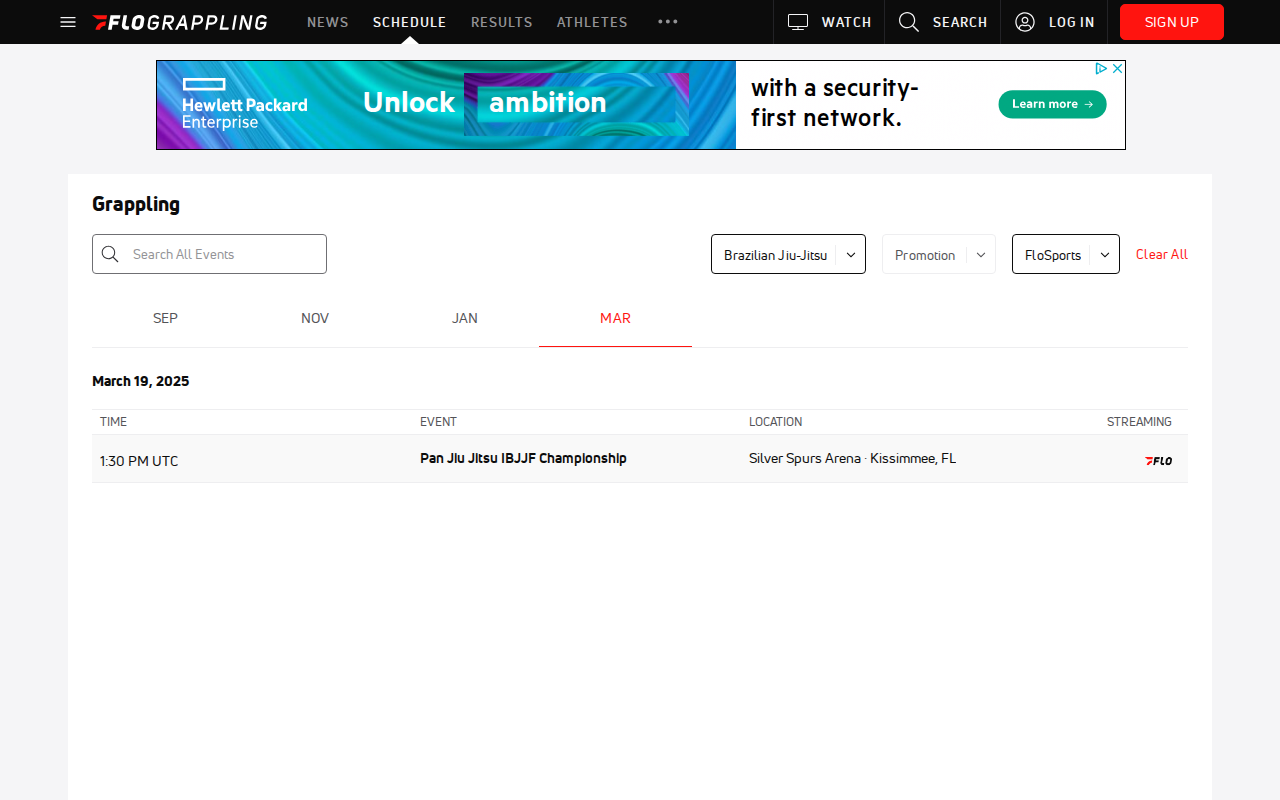 FLOGRAPPLING NEWS SCHEDULE RESULTS ATHLETES ••• WATCH SEARCH LOG IN SIGN UP
Hewlett Packard
Enterprise
Unlock ambition
with a security-
first network.
Learn more →
Grappling
Search All Events Brazilian Jiu-Jitsu Promotion FloSports Clear All
SEP NOV JAN MAR
March 19, 2025
TIME EVENT LOCATION STREAMING
1:30 PM UTC Pan Jiu Jitsu IBJJF Championship Silver Spurs Arena · Kissimmee, FL FLO